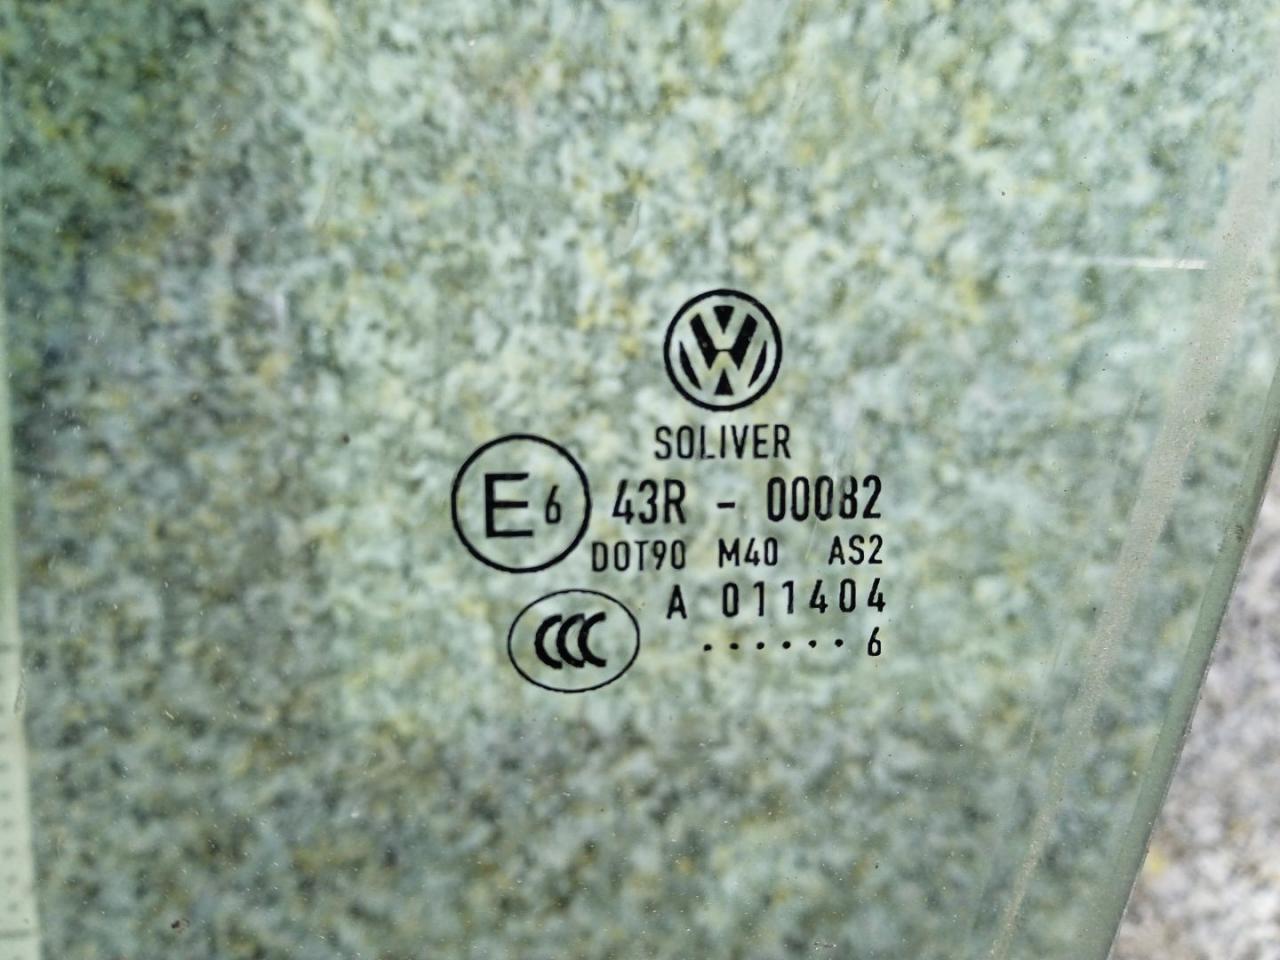 SOLIVER
E6 43R - 00082
DOT90 M40 AS2
A 011404
CCC
......6